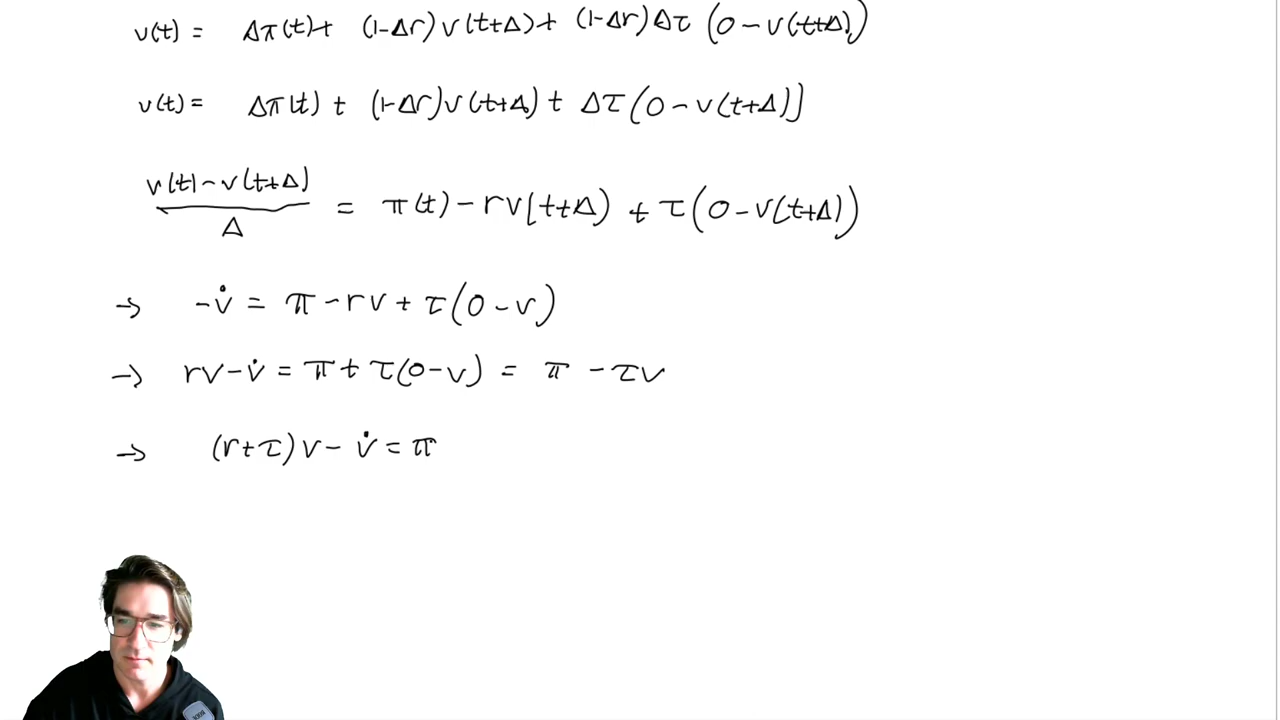 v(t) = Δπ(t)+ (1-Δr)v(t+Δ)+ (1-Δr)Δτ(0-v(t+Δ))
v(t) = Δπ(t) + (1-Δr)v(t+Δ) + Δτ(0-v(t+Δ))
(v(t)-v(t+Δ))/Δ = π(t) - rv(t+Δ) + τ(0-v(t+Δ))
→ -v̇ = π - rv + τ(0-v)
→ rv - v̇ = π + τ(0-v) = π - τv
→ (r+τ)v - v̇ = π